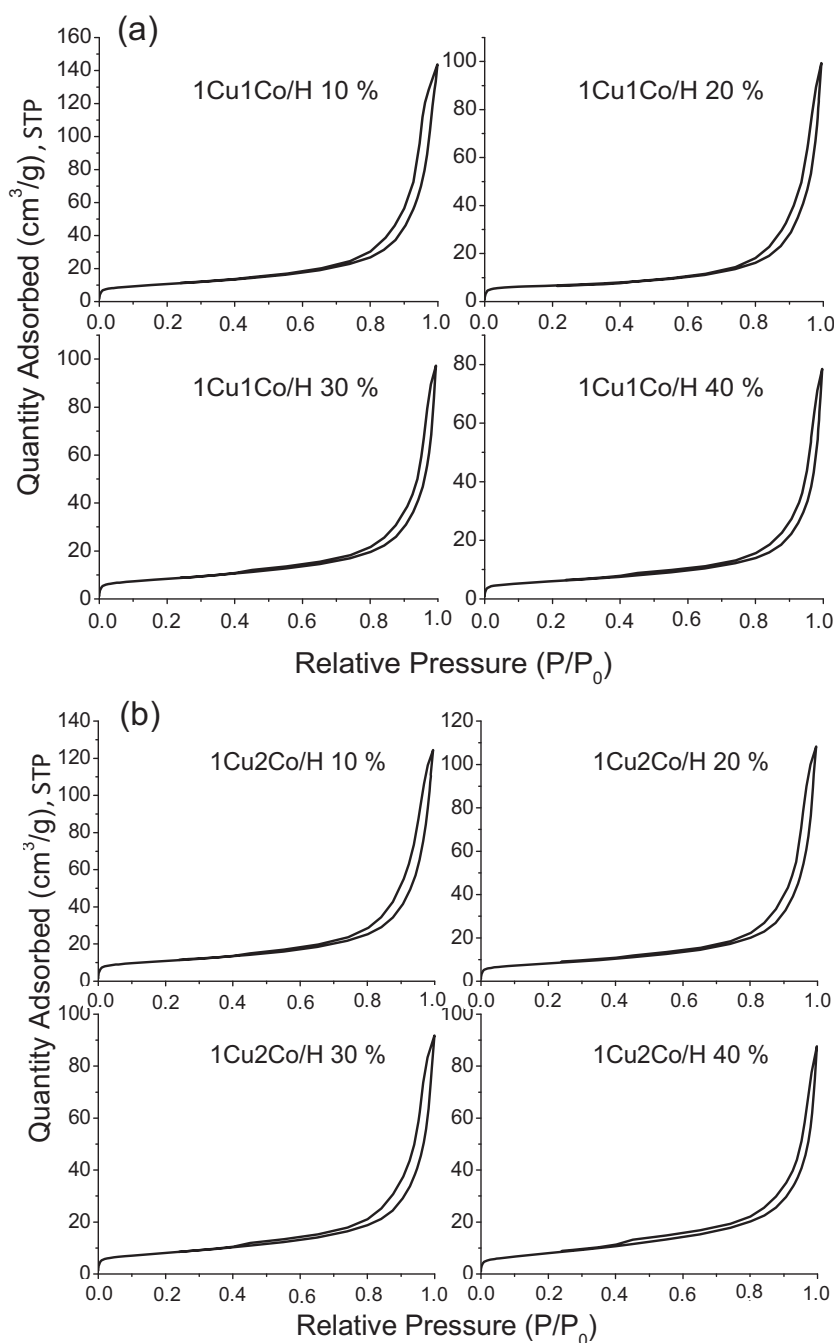 (a)
Quantity Adsorbed (cm³/g), STP
160
140
120
100
80
60
40
20
0
1Cu1Co/H 10 %
0.0 0.2 0.4 0.6 0.8 1.0
100
80
60
40
20
0
1Cu1Co/H 20 %
0.0 0.2 0.4 0.6 0.8 1.0
100
80
60
40
20
0
1Cu1Co/H 30 %
0.0 0.2 0.4 0.6 0.8 1.0
80
60
40
20
0
1Cu1Co/H 40 %
0.0 0.2 0.4 0.6 0.8 1.0
Relative Pressure (P/P₀)
(b)
Quantity Adsorbed (cm³/g), STP
140
120
100
80
60
40
20
0
1Cu2Co/H 10 %
0.0 0.2 0.4 0.6 0.8 1.0
120
100
80
60
40
20
0
1Cu2Co/H 20 %
0.0 0.2 0.4 0.6 0.8 1.0
100
80
60
40
20
0
1Cu2Co/H 30 %
0.0 0.2 0.4 0.6 0.8 1.0
100
80
60
40
20
0
1Cu2Co/H 40 %
0.0 0.2 0.4 0.6 0.8 1.0
Relative Pressure (P/P₀)